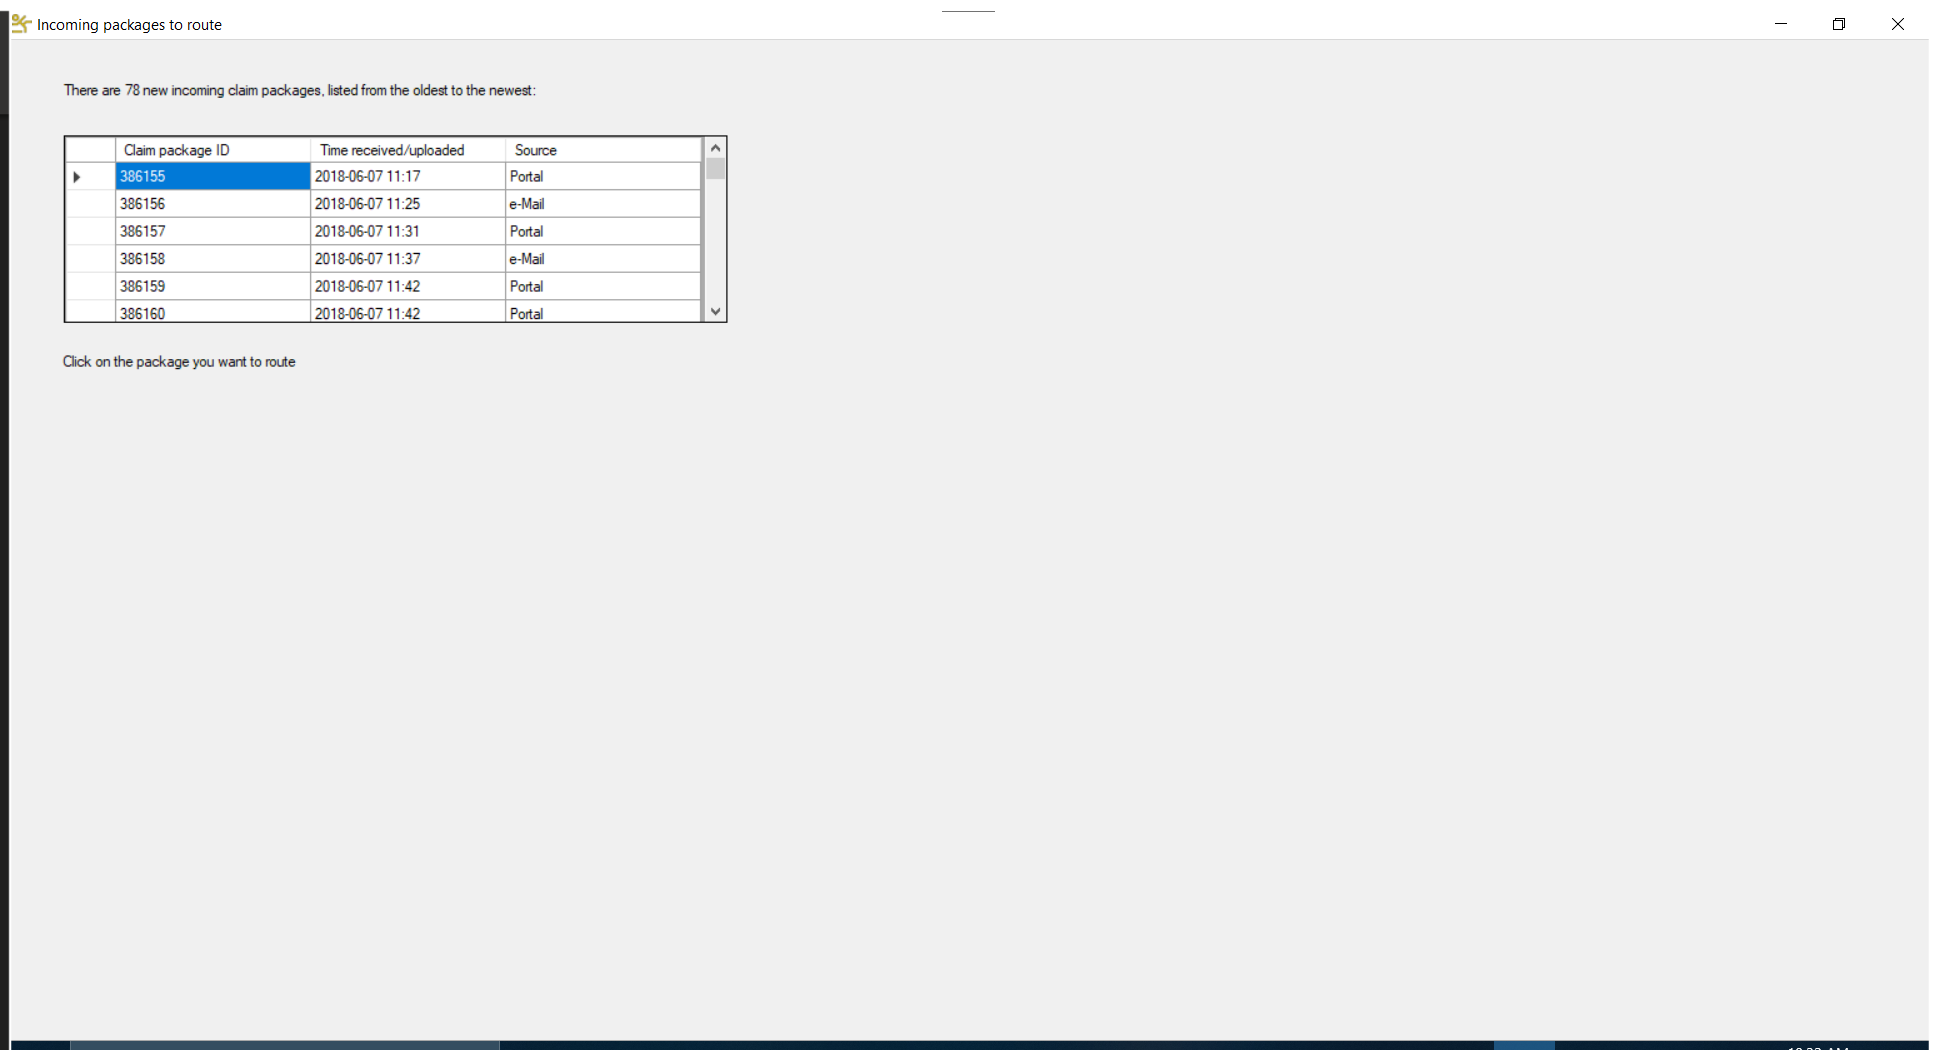 Incoming packages to route
There are 78 new incoming claim packages, listed from the oldest to the newest:
Claim package ID Time received/uploaded Source
386155 2018-06-07 11:17 Portal
386156 2018-06-07 11:25 e-Mail
386157 2018-06-07 11:31 Portal
386158 2018-06-07 11:37 e-Mail
386159 2018-06-07 11:42 Portal
386160 2018-06-07 11:42 Portal
Click on the package you want to route